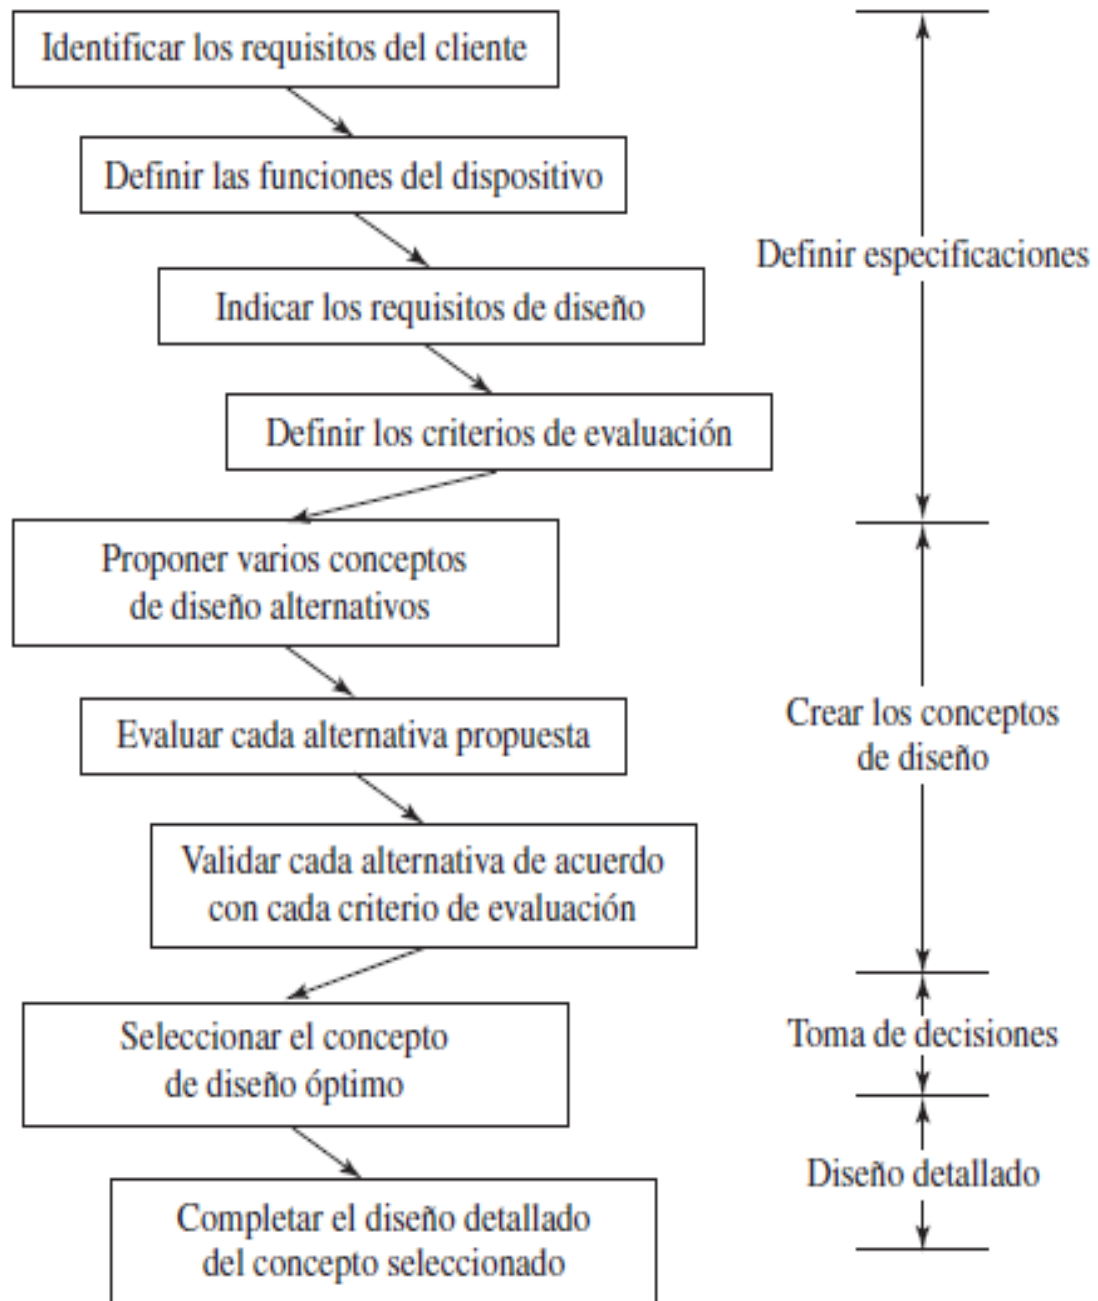 Identificar los requisitos del cliente
Definir las funciones del dispositivo
Indicar los requisitos de diseño
Definir los criterios de evaluación
Proponer varios conceptos
de diseño alternativos
Evaluar cada alternativa propuesta
Validar cada alternativa de acuerdo
con cada criterio de evaluación
Seleccionar el concepto
de diseño óptimo
Completar el diseño detallado
del concepto seleccionado
Definir especificaciones
Crear los conceptos
de diseño
Toma de decisiones
Diseño detallado